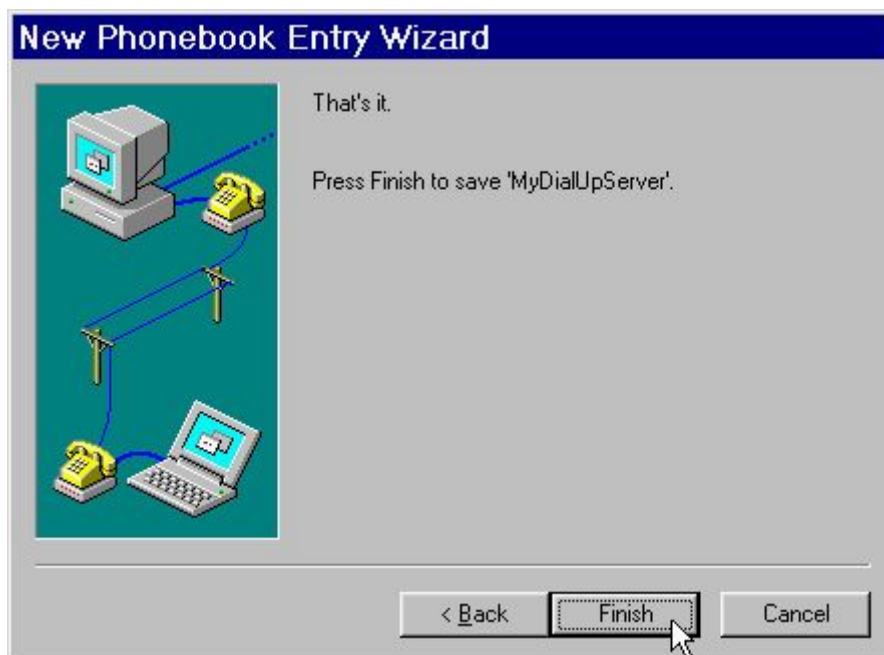 New Phonebook Entry Wizard
That's it.
Press Finish to save 'MyDialUpServer'.
< Back
Finish
Cancel